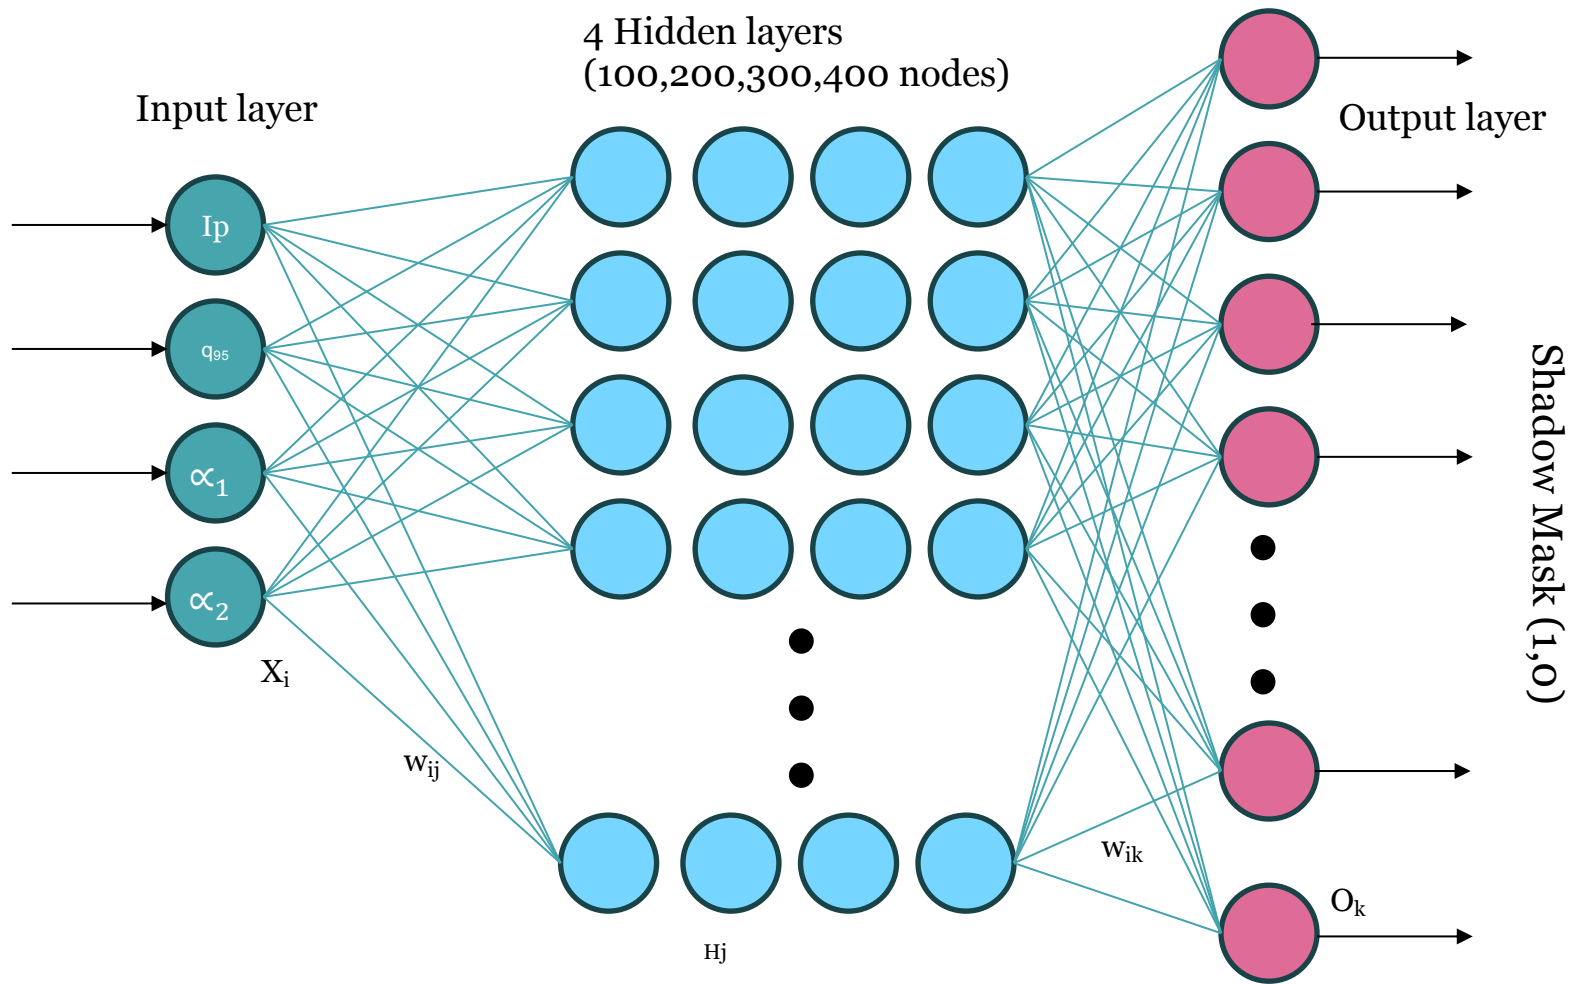 4 Hidden layers
(100,200,300,400 nodes)
Input layer
Output layer
Ip
q₉₅
∝₁
∝₂
Xᵢ
wᵢⱼ
Hj
wᵢₖ
Oₖ
Shadow Mask (1,0)